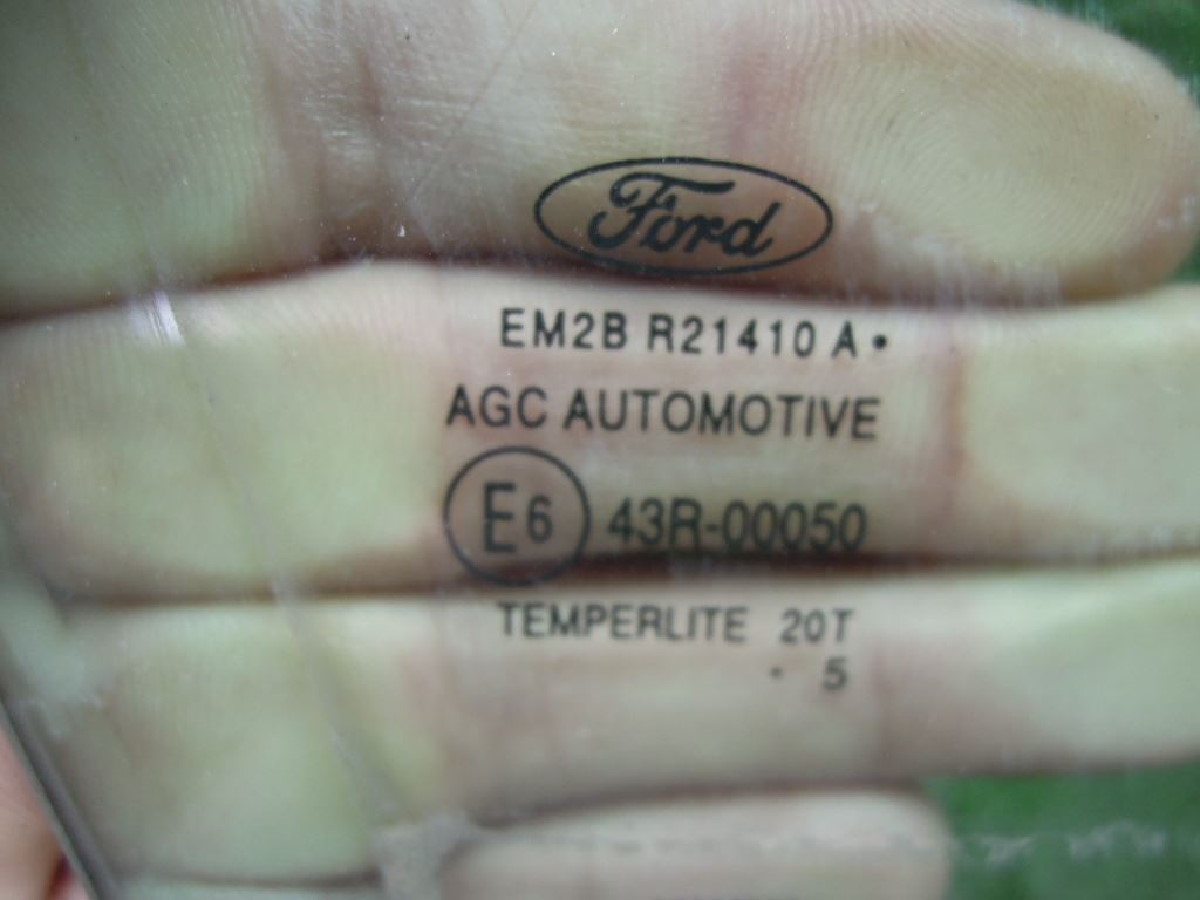 Ford
EM2B R21410 A •
AGC AUTOMOTIVE
E6 43R-00050
TEMPERLITE 20T
· 5